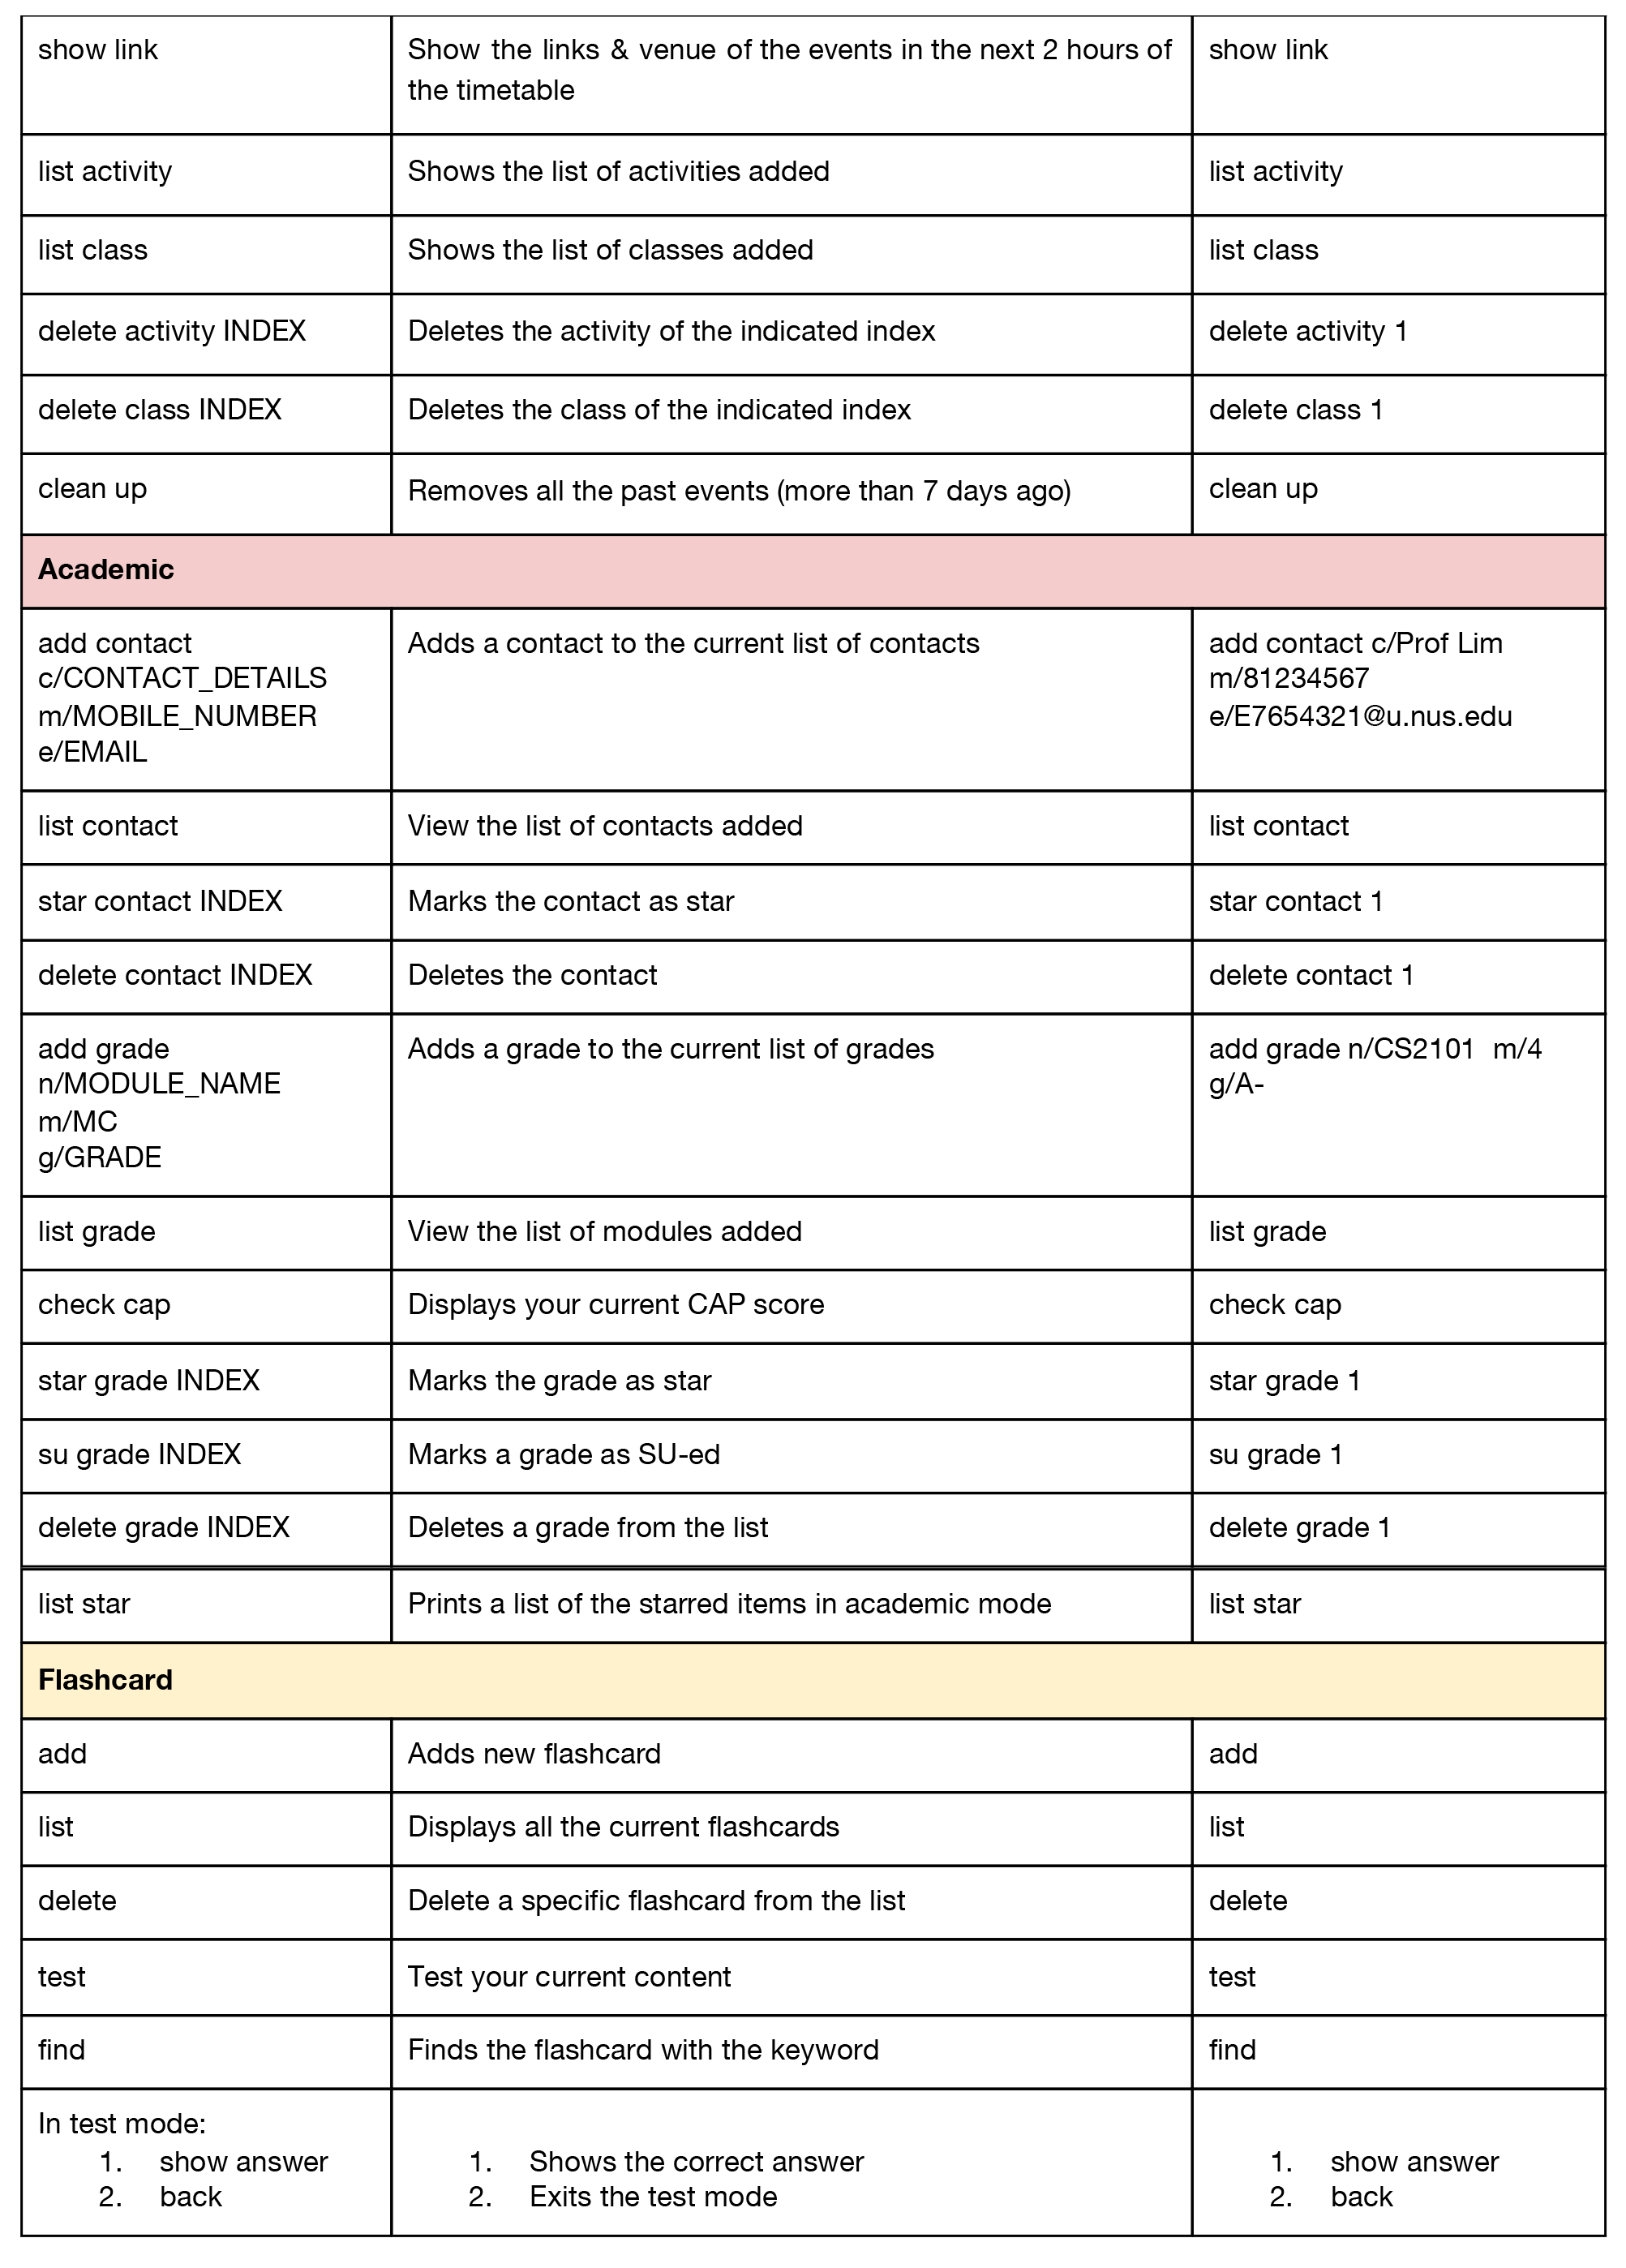 show link
Show the links & venue of the events in the next 2 hours of
the timetable
show link
list activity
Shows the list of activities added
list activity
list class
Shows the list of classes added
list class
delete activity INDEX
Deletes the activity of the indicated index
delete activity 1
delete class INDEX
Deletes the class of the indicated index
delete class 1
clean up
Removes all the past events (more than 7 days ago)
clean up
Academic
add contact
c/CONTACT_DETAILS
m/MOBILE_NUMBER
e/EMAIL
Adds a contact to the current list of contacts
add contact c/Prof Lim
m/81234567
e/E7654321@u.nus.edu
list contact
View the list of contacts added
list contact
star contact INDEX
Marks the contact as star
star contact 1
delete contact INDEX
Deletes the contact
delete contact 1
add grade
n/MODULE_NAME
m/MC
g/GRADE
Adds a grade to the current list of grades
add grade n/CS2101 m/4
g/A-
list grade
View the list of modules added
list grade
check cap
Displays your current CAP score
check cap
star grade INDEX
Marks the grade as star
star grade 1
su grade INDEX
Marks a grade as SU-ed
su grade 1
delete grade INDEX
Deletes a grade from the list
delete grade 1
list star
Prints a list of the starred items in academic mode
list star
Flashcard
add
Adds new flashcard
add
list
Displays all the current flashcards
list
delete
Delete a specific flashcard from the list
delete
test
Test your current content
test
find
Finds the flashcard with the keyword
find
In test mode:
1. show answer
2. back
1. Shows the correct answer
2. Exits the test mode
1. show answer
2. back